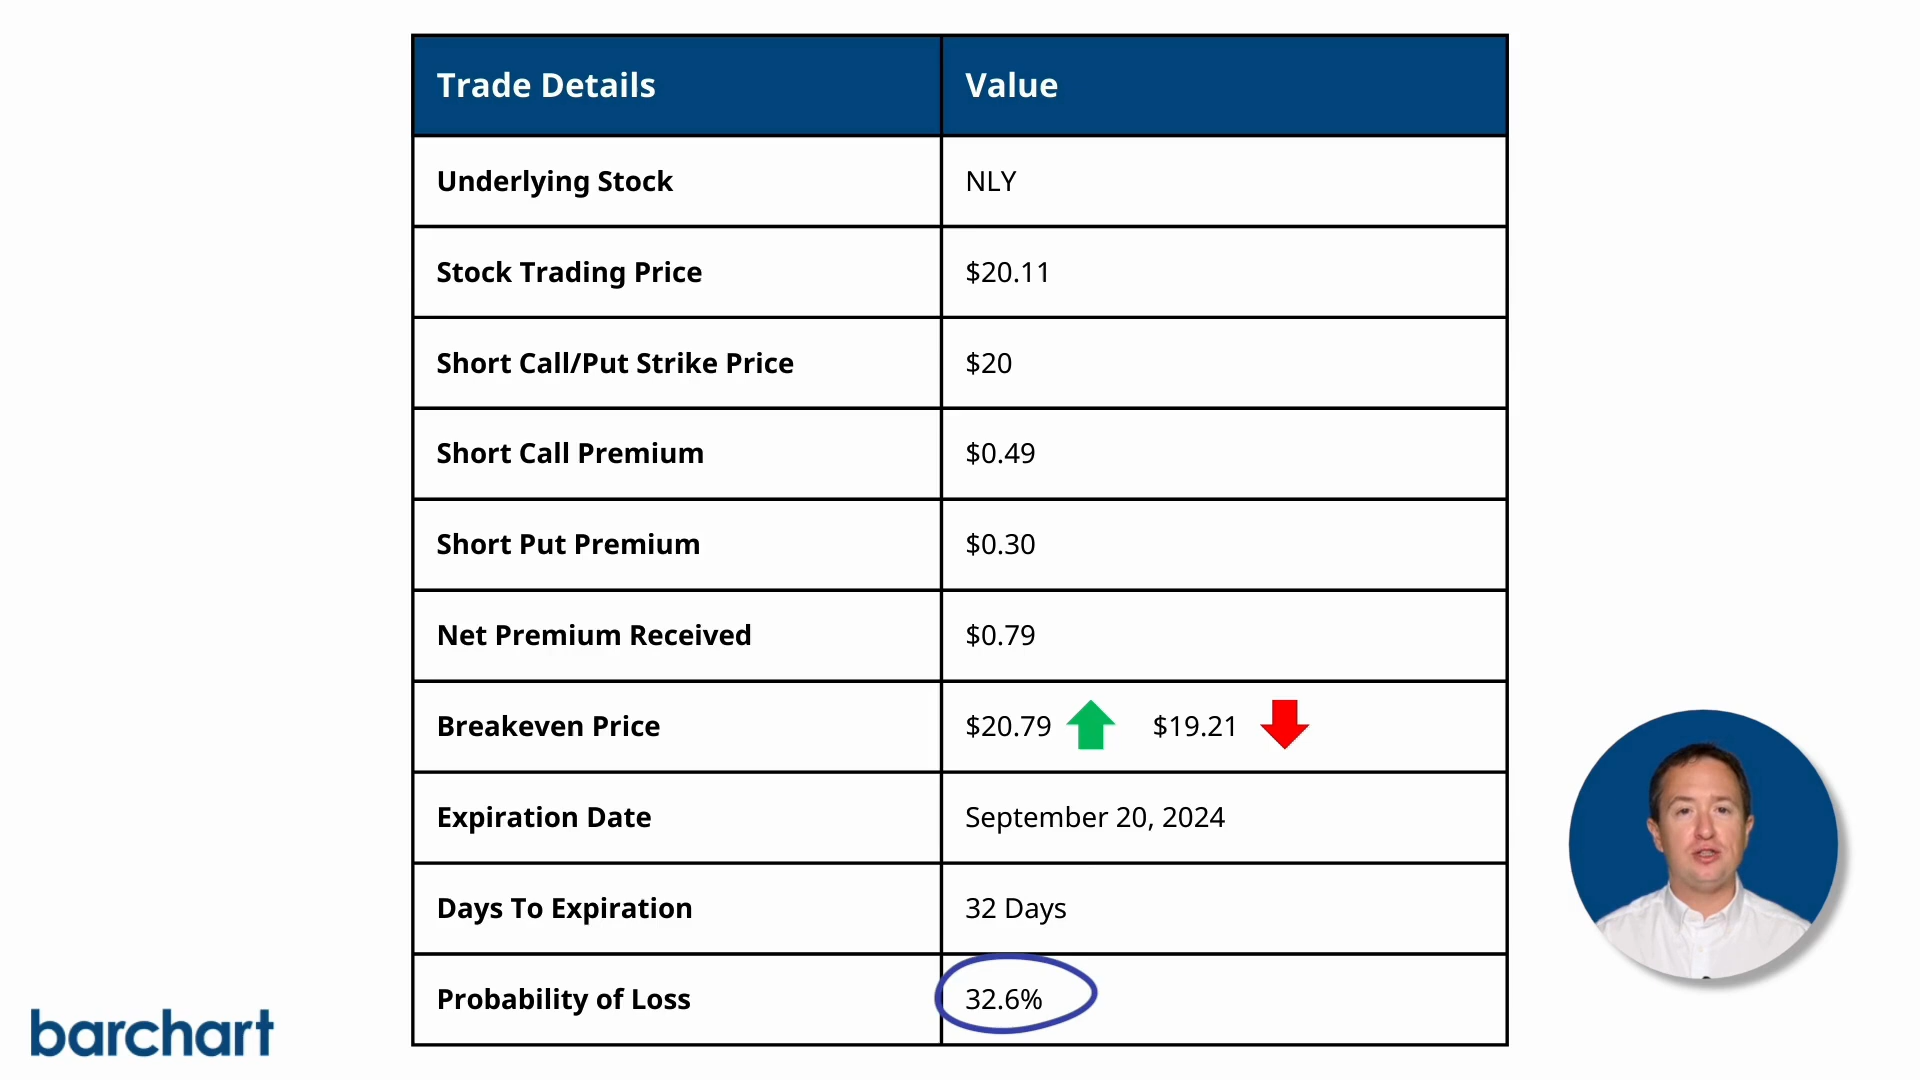 Trade Details Value
Underlying Stock NLY
Stock Trading Price $20.11
Short Call/Put Strike Price $20
Short Call Premium $0.49
Short Put Premium $0.30
Net Premium Received $0.79
Breakeven Price $20.79 $19.21
Expiration Date September 20, 2024
Days To Expiration 32 Days
Probability of Loss 32.6%
barchart